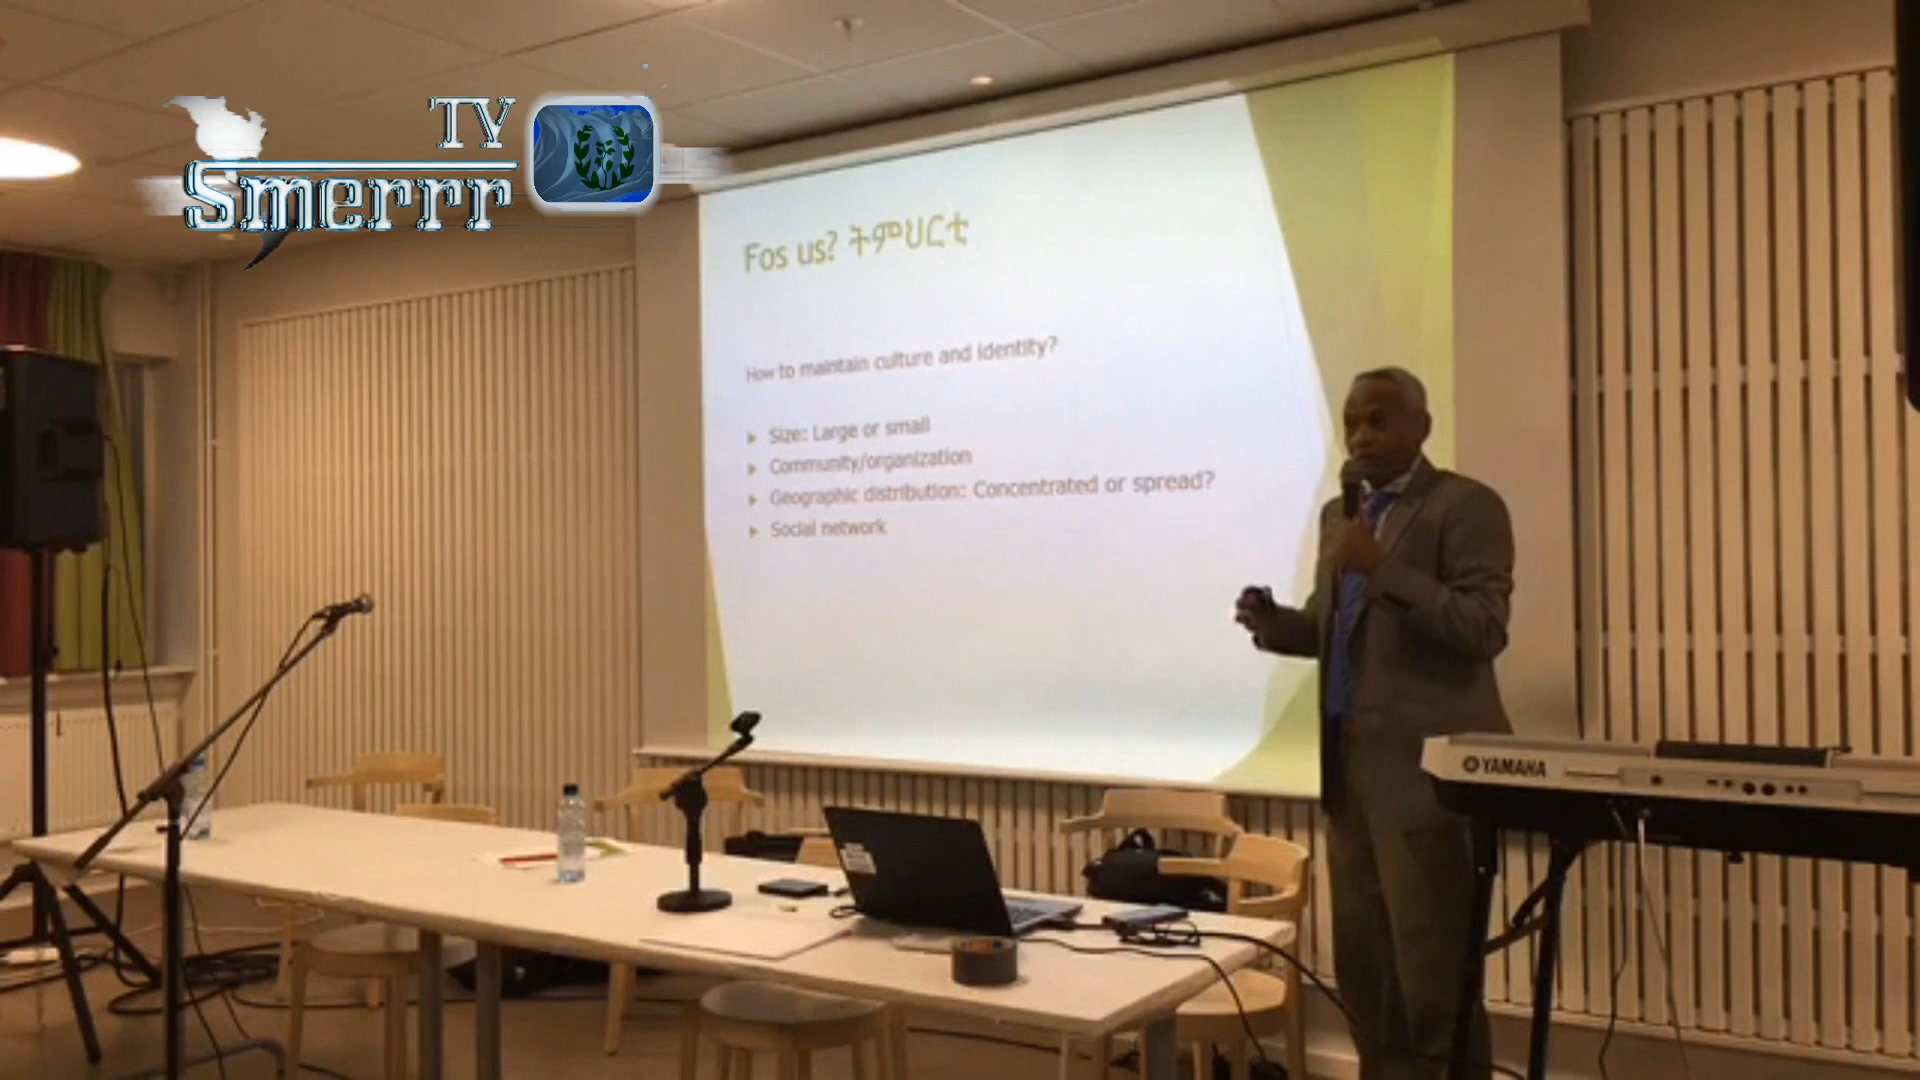 TV
Smerrr
Fos us? ትምህርቲ
How to maintain culture and identity?
Size: Large or small
Community/organization
Geographic distribution: Concentrated or spread?
Social network
YAMAHA